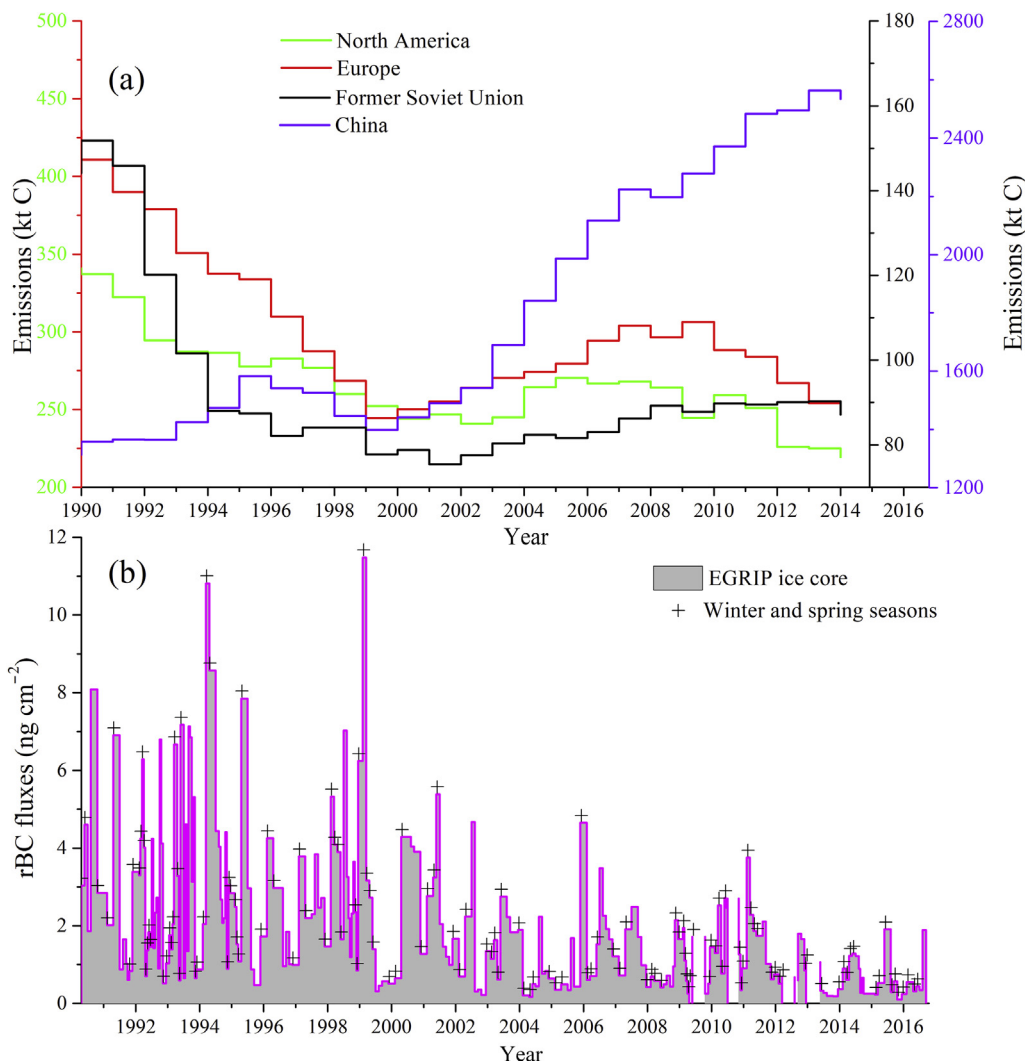 (a)
North America
Europe
Former Soviet Union
China
Emissions (kt C)
500
450
400
350
300
250
200
180
160
140
120
100
80
2800
2400
2000
1600
1200
Emissions (kt C)
1990 1992 1994 1996 1998 2000 2002 2004 2006 2008 2010 2012 2014 2016
Year
(b)
EGRIP ice core
Winter and spring seasons
rBC fluxes (ng cm⁻²)
12
10
8
6
4
2
0
1992 1994 1996 1998 2000 2002 2004 2006 2008 2010 2012 2014 2016
Year